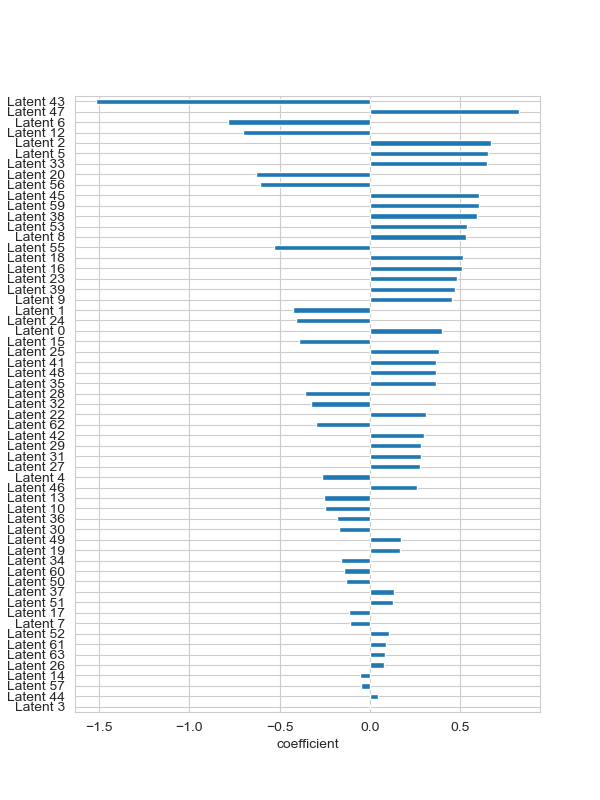 Latent 43
Latent 47
Latent 6
Latent 12
Latent 2
Latent 5
Latent 33
Latent 20
Latent 56
Latent 45
Latent 59
Latent 38
Latent 53
Latent 8
Latent 55
Latent 18
Latent 16
Latent 23
Latent 39
Latent 9
Latent 1
Latent 24
Latent 0
Latent 15
Latent 25
Latent 41
Latent 48
Latent 35
Latent 28
Latent 32
Latent 22
Latent 62
Latent 42
Latent 29
Latent 31
Latent 27
Latent 4
Latent 46
Latent 13
Latent 10
Latent 36
Latent 30
Latent 49
Latent 19
Latent 34
Latent 60
Latent 50
Latent 37
Latent 51
Latent 17
Latent 7
Latent 52
Latent 61
Latent 63
Latent 26
Latent 14
Latent 57
Latent 44
Latent 3
−1.5 −1.0 −0.5 0.0 0.5
coefficient